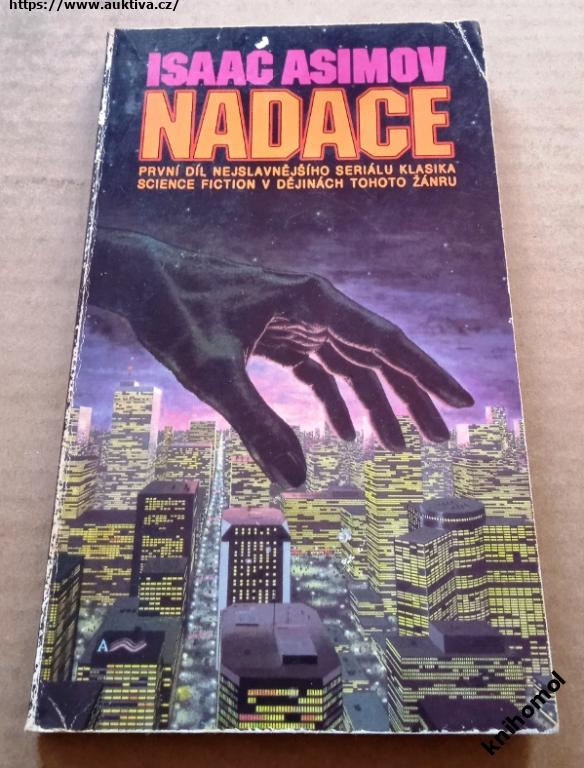 https://www.auktiva.cz/
ISAAC ASIMOV
NADACE
PRVNÍ DÍL NEJSLAVNĚJŠÍHO SERIÁLU KLASIKA
SCIENCE FICTION V DĚJINÁCH TOHOTO ŽÁNRU
A
knihomol